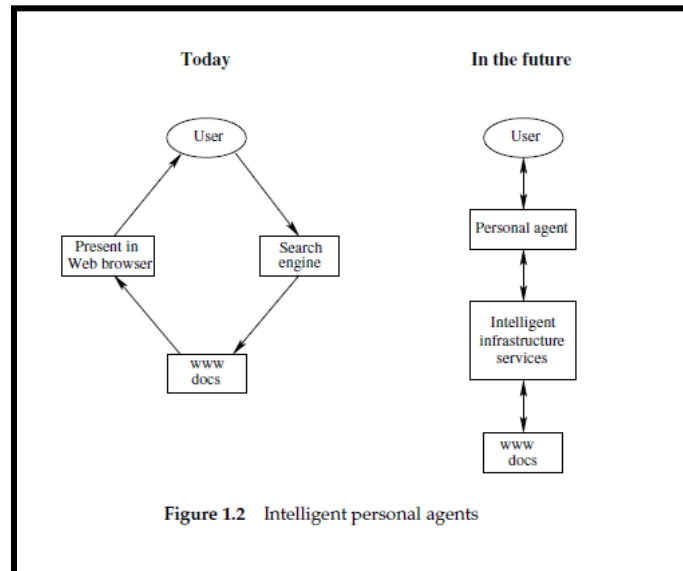 Today
User
Present in
Web browser
Search
engine
www
docs
In the future
User
Personal agent
Intelligent
infrastructure
services
www
docs
Figure 1.2 Intelligent personal agents